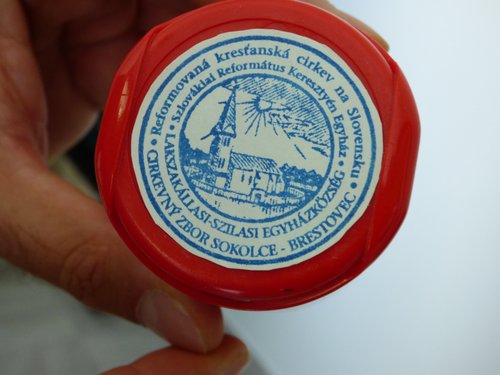 Reformovaná kresťanská cirkev na Slovensku
Szlovákiai Református Keresztyén Egyház
LAKSZAKÁLLASI-SZILASI EGYHÁZKÖZSÉG
CIRKEVNÝ ZBOR SOKOLCE - BRESTOVEC